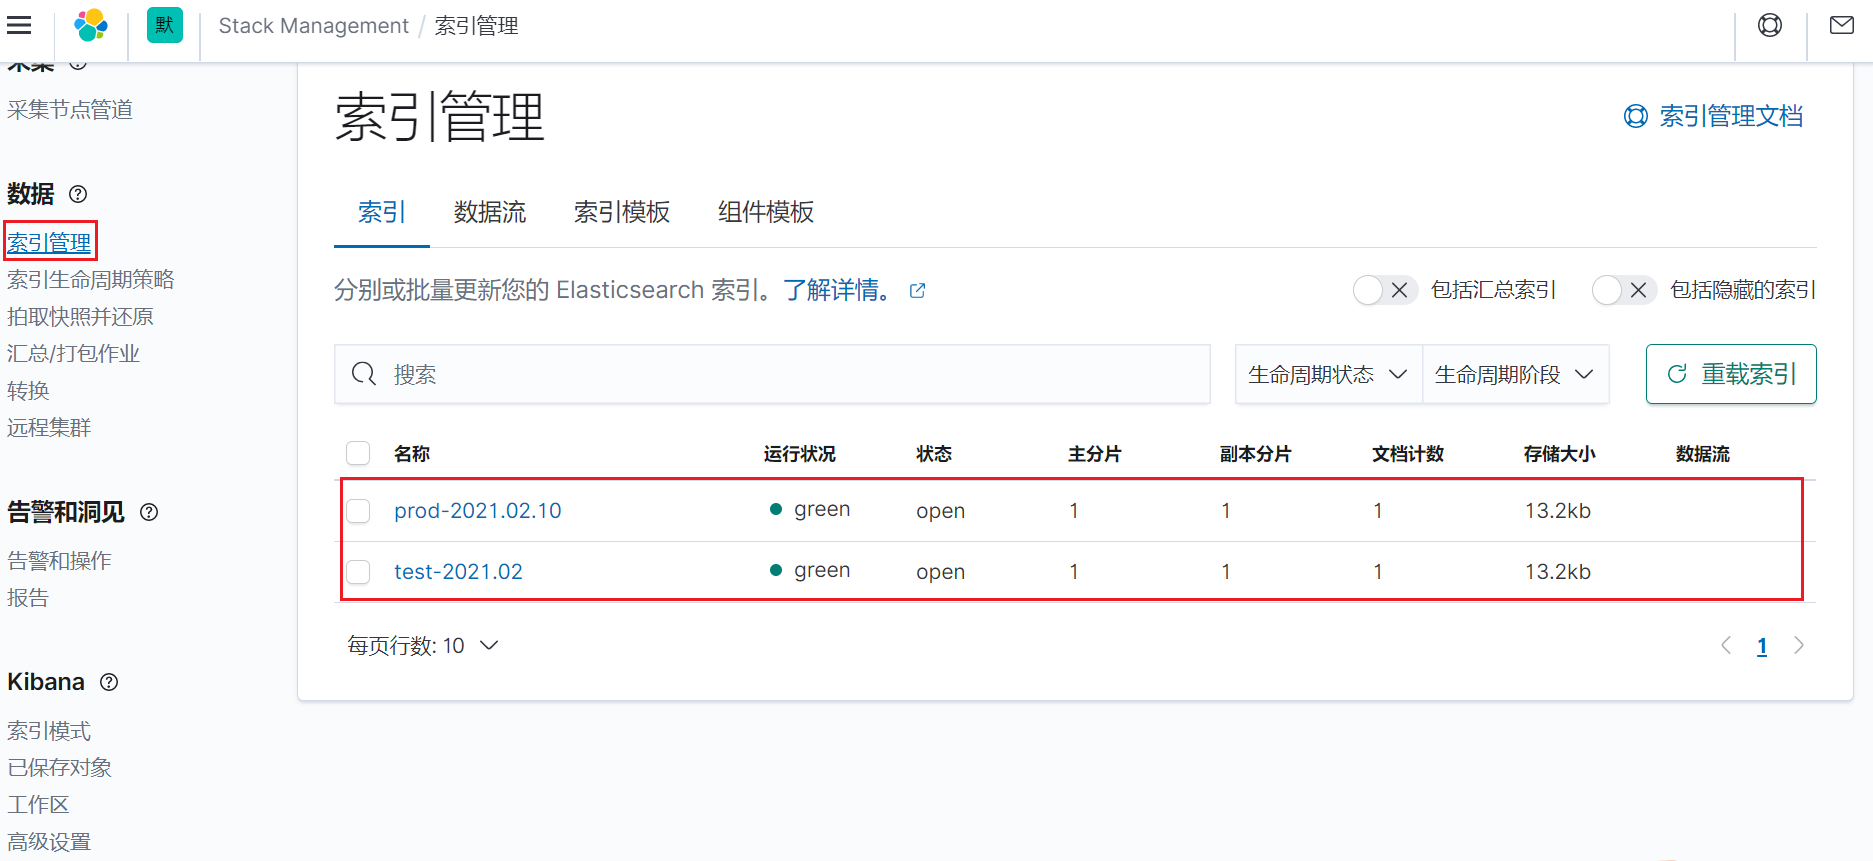 默 Stack Management / 索引管理
采集
采集节点管道
数据
索引管理
索引生命周期策略
拍取快照并还原
汇总/打包作业
转换
远程集群
告警和洞见
告警和操作
报告
Kibana
索引模式
已保存对象
工作区
高级设置
索引管理
索引管理文档
索引 数据流 索引模板 组件模板
分别或批量更新您的 Elasticsearch 索引。了解详情。
包括汇总索引 包括隐藏的索引
搜索 生命周期状态 生命周期阶段 重载索引
名称 运行状况 状态 主分片 副本分片 文档计数 存储大小 数据流
prod-2021.02.10 green open 1 1 1 13.2kb
test-2021.02 green open 1 1 1 13.2kb
每页行数: 10 1